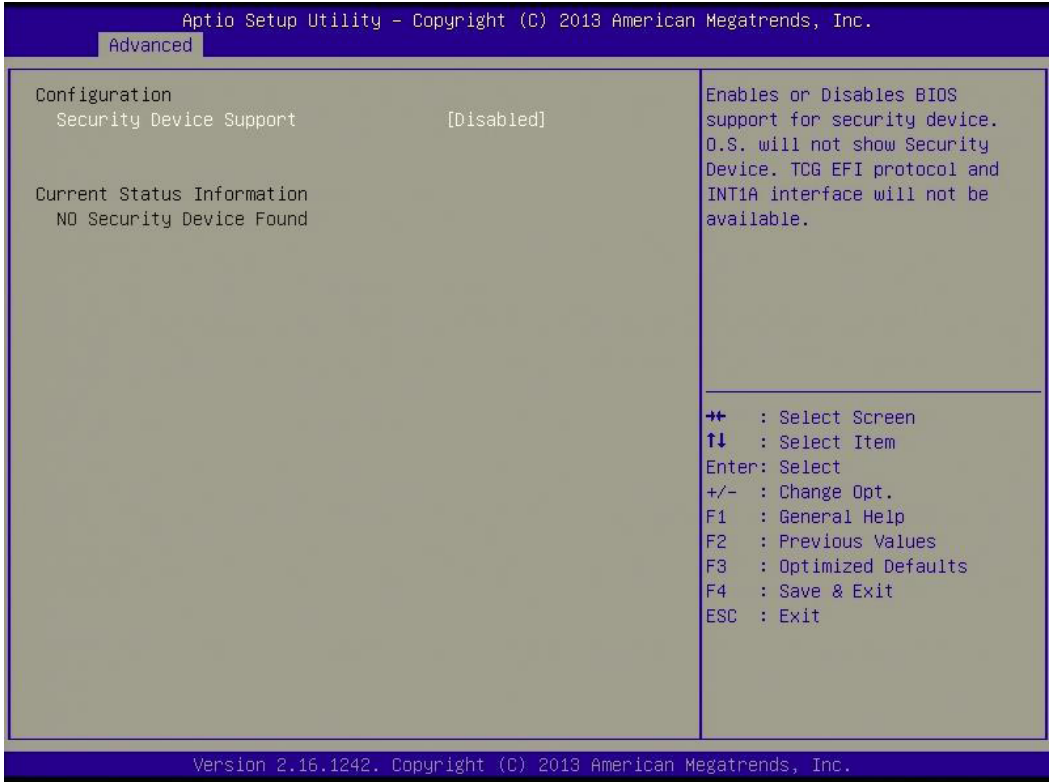 Aptio Setup Utility – Copyright (C) 2013 American Megatrends, Inc.
Advanced
Configuration
Security Device Support [Disabled]
Current Status Information
NO Security Device Found
Enables or Disables BIOS
support for security device.
O.S. will not show Security
Device. TCG EFI protocol and
INT1A interface will not be
available.
→←  : Select Screen
↑↓  : Select Item
Enter: Select
+/-  : Change Opt.
F1   : General Help
F2   : Previous Values
F3   : Optimized Defaults
F4   : Save & Exit
ESC  : Exit
Version 2.16.1242. Copyright (C) 2013 American Megatrends, Inc.